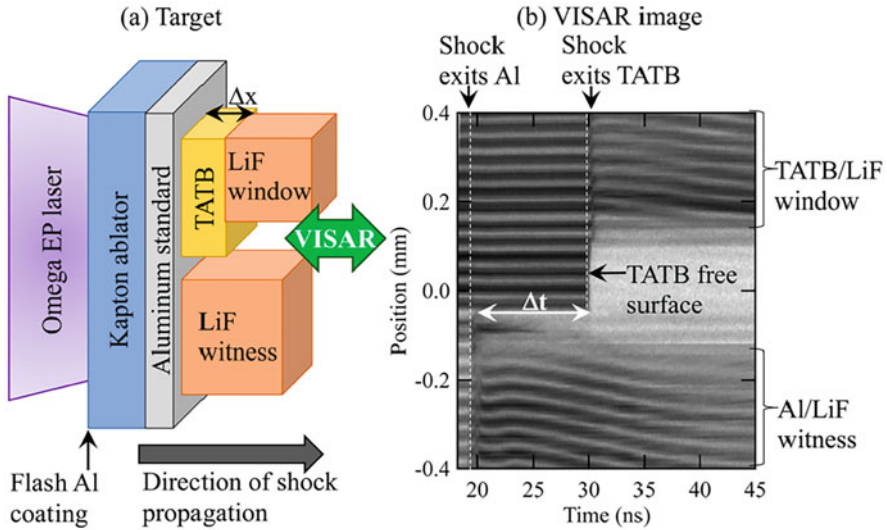 (a) Target
Δx
Omega EP laser
Kapton ablator
Aluminum standard
TATB
LiF
window
VISAR
LiF
witness
Flash Al
coating
Direction of shock
propagation
(b) VISAR image
Shock
exits Al
Shock
exits TATB
Position (mm)
0.4
0.2
0.0
-0.2
-0.4
Δt
TATB free
surface
TATB/LiF
window
Al/LiF
witness
20 25 30 35 40 45
Time (ns)